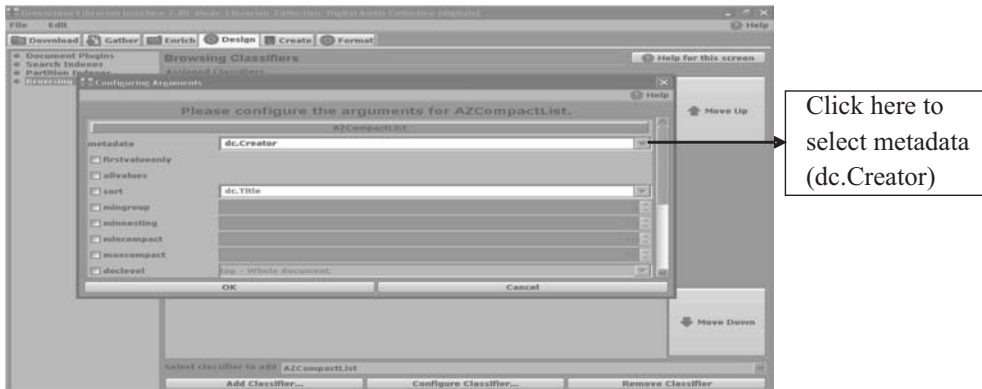 Greenstone Librarian Interface 2.80 Mode: Librarian Collection: Digital Audio Collection (digitala)
File Edit Help
Download Gather Enrich Design Create Format
Document Plugins
Search Indexes
Partition Indexes
Browsing
Browsing Classifiers
Help for this screen
Assigned Classifiers
Configuring Arguments
Help
Please configure the arguments for AZCompactList.
AZCompactList
metadata dc.Creator
firstvalueonly
allvalues
sort dc.Title
mingroup
minnesting
mincompact
maxcompact
doclevel top - Whole document.
OK Cancel
Move Up
Move Down
Select classifier to add AZCompactList
Add Classifier... Configure Classifier... Remove Classifier
Click here to
select metadata
(dc.Creator)